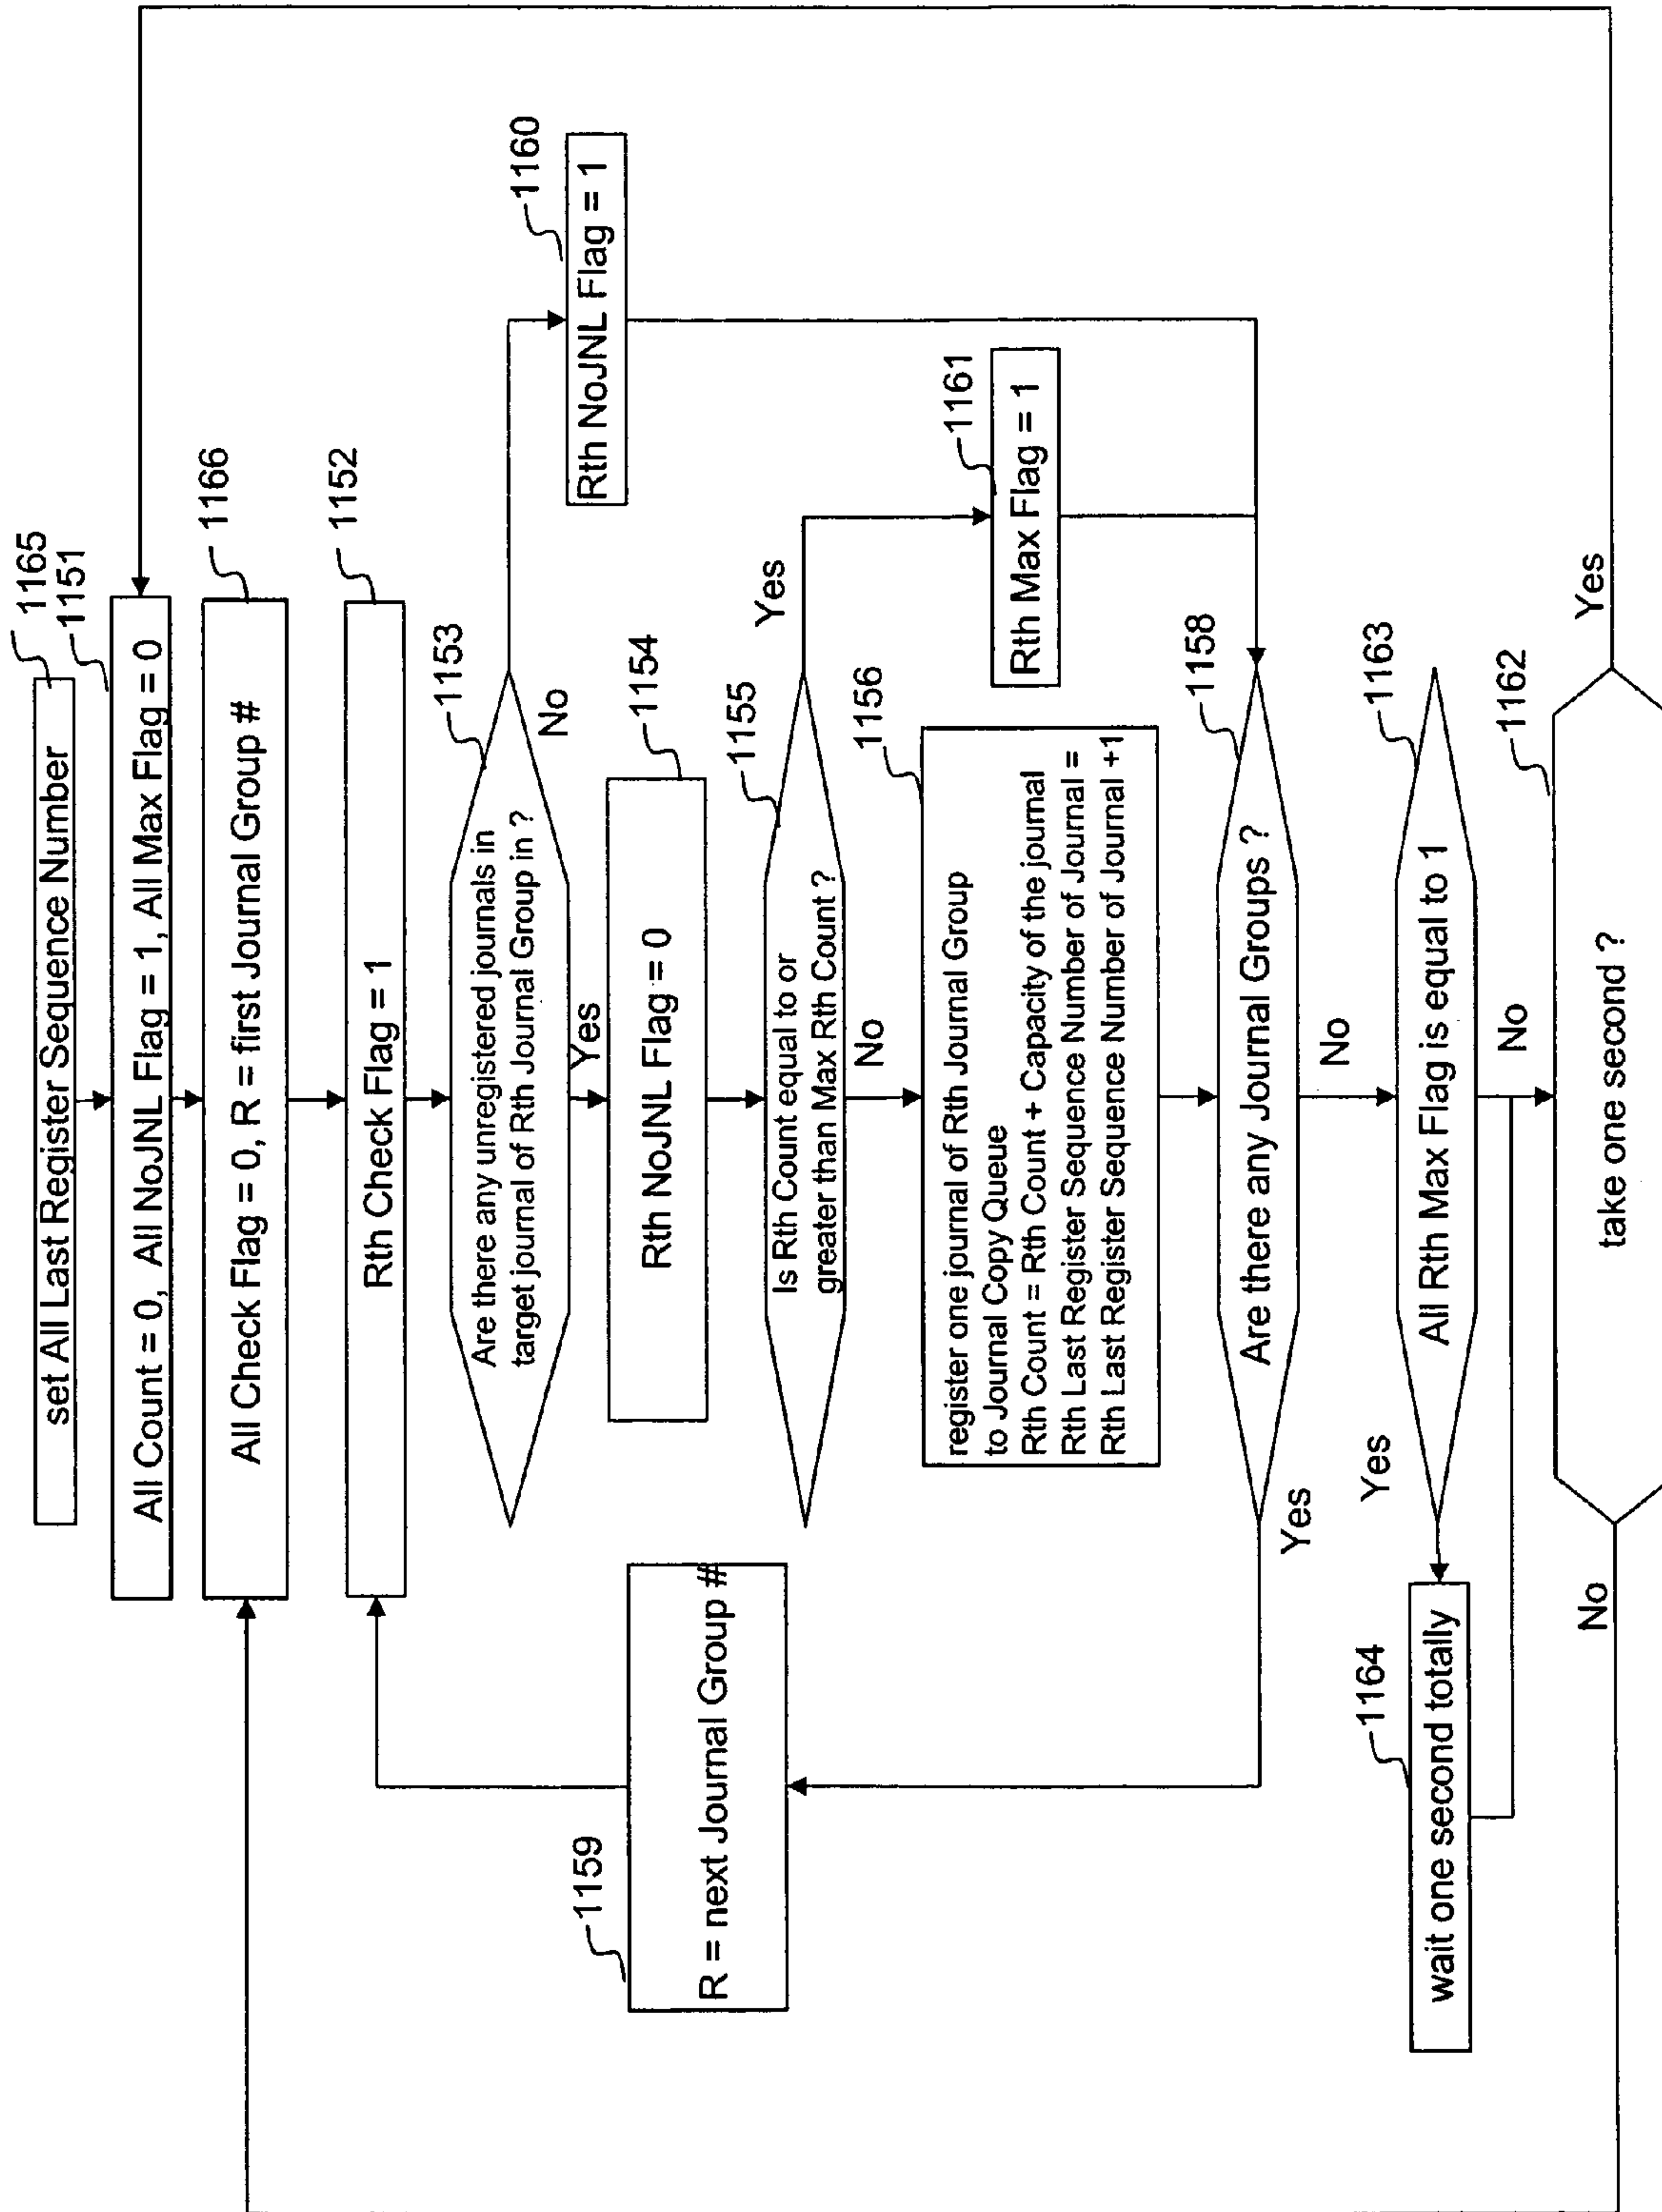 set All Last Register Sequence Number
1165
1151
All Count = 0, All NoJNL Flag = 1, All Max Flag = 0
1166
All Check Flag = 0, R = first Journal Group #
1152
Rth Check Flag = 1
1153
Are there any unregistered journals in
target journal of Rth Journal Group in ?
No
Yes
1160
Rth NoJNL Flag = 1
1159
R = next Journal Group #
1154
Rth NoJNL Flag = 0
1155
Is Rth Count equal to or
greater than Max Rth Count ?
Yes
No
1156
register one journal of Rth Journal Group
to Journal Copy Queue
Rth Count = Rth Count + Capacity of the journal
Rth Last Register Sequence Number of Journal =
Rth Last Register Sequence Number of Journal +1
1161
Rth Max Flag = 1
1158
Are there any Journal Groups ?
Yes
No
1163
All Rth Max Flag is equal to 1
Yes
No
1164
wait one second totally
1162
take one second ?
No
Yes